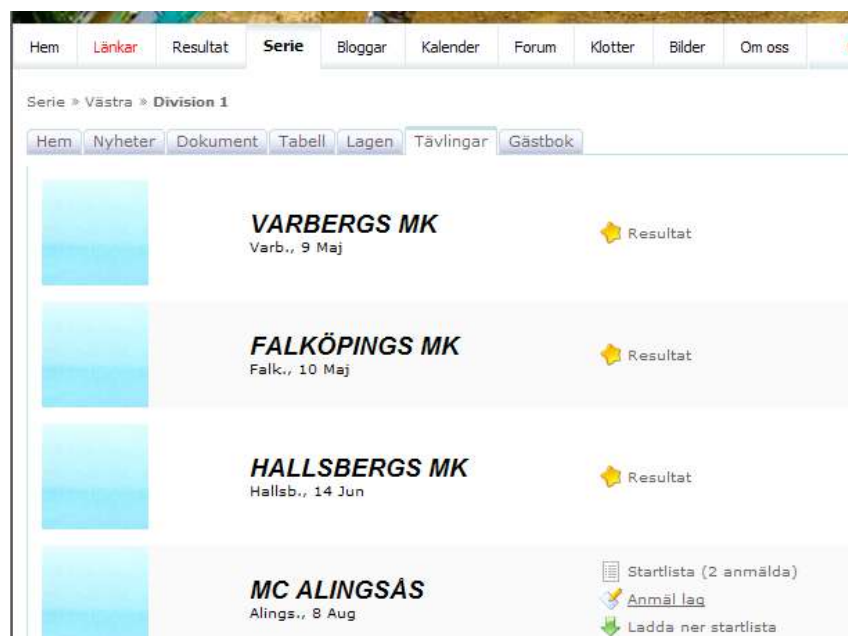 Hem Länkar Resultat Serie Bloggar Kalender Forum Klotter Bilder Om oss
Serie » Västra » Division 1
Hem Nyheter Dokument Tabell Lagen Tävlingar Gästbok
VARBERGS MK
Varb., 9 Maj
Resultat
FALKÖPINGS MK
Falk., 10 Maj
Resultat
HALLSBERGS MK
Hallsb., 14 Jun
Resultat
MC ALINGSÅS
Alings., 8 Aug
Startlista (2 anmälda)
Anmäl lag
Ladda ner startlista